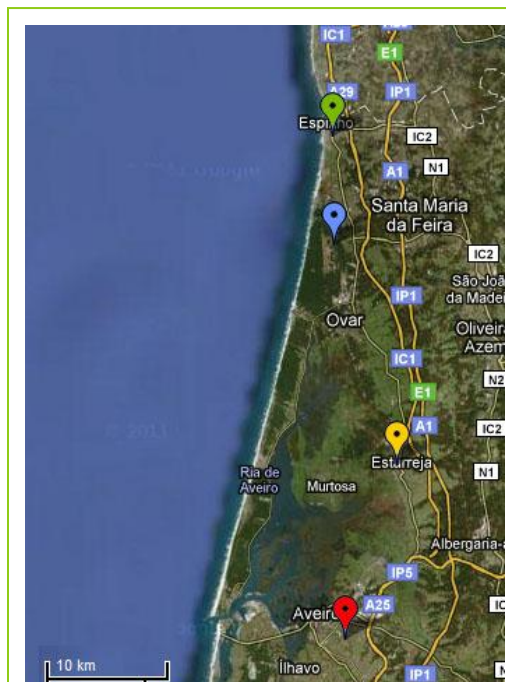 IC1
E1
A29
IP1
Espinho
IC2
N1
A1
Santa Maria
da Feira
IC2
São Joã
da Madei
IP1
Ovar
Oliveira
Azem
IC1
N2
E1
A1
IC2
Estarreja
N1
Ria de
Aveiro
Murtosa
Albergaria-a
IP5
A25
IC
Aveiro
Ílhavo
IP1
10 km